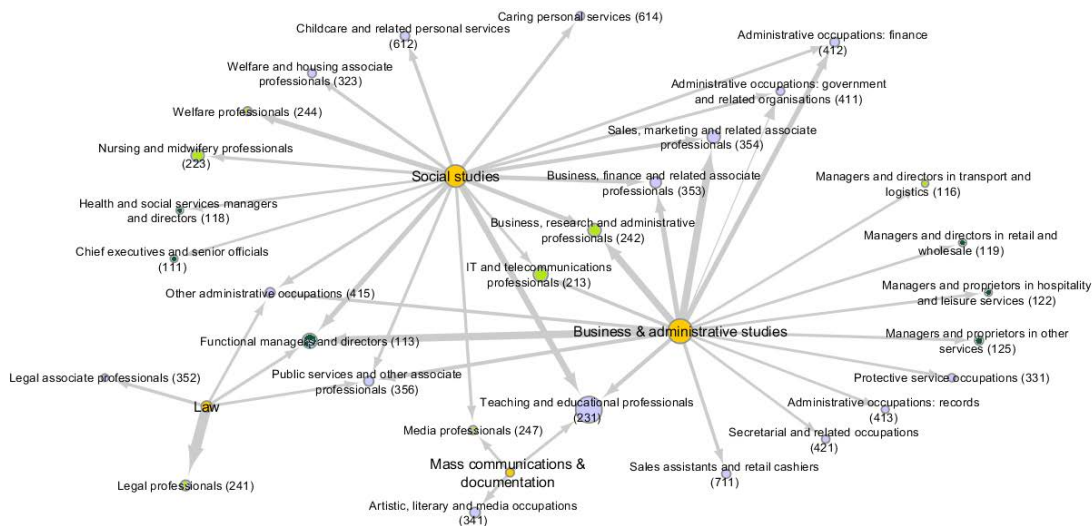 Caring personal services (614)
Childcare and related personal services
(612)
Administrative occupations: finance
(412)
Welfare and housing associate
professionals (323)
Administrative occupations: government
and related organisations (411)
Welfare professionals (244)
Sales, marketing and related associate
professionals (354)
Nursing and midwifery professionals
(223)
Social studies
Business, finance and related associate
professionals (353)
Managers and directors in transport and
logistics (116)
Health and social services managers
and directors (118)
Business, research and administrative
professionals (242)
Managers and directors in retail and
wholesale (119)
Chief executives and senior officials
(111)
IT and telecommunications
professionals (213)
Managers and proprietors in hospitality
and leisure services (122)
Other administrative occupations (415)
Business & administrative studies
Managers and proprietors in other
services (125)
Functional managers and directors (113)
Legal associate professionals (352)
Public services and other associate
professionals (356)
Protective service occupations (331)
Law
Teaching and educational professionals
(231)
Administrative occupations: records
(413)
Media professionals (247)
Secretarial and related occupations
(421)
Mass communications &
documentation
Sales assistants and retail cashiers
(711)
Legal professionals (241)
Artistic, literary and media occupations
(341)